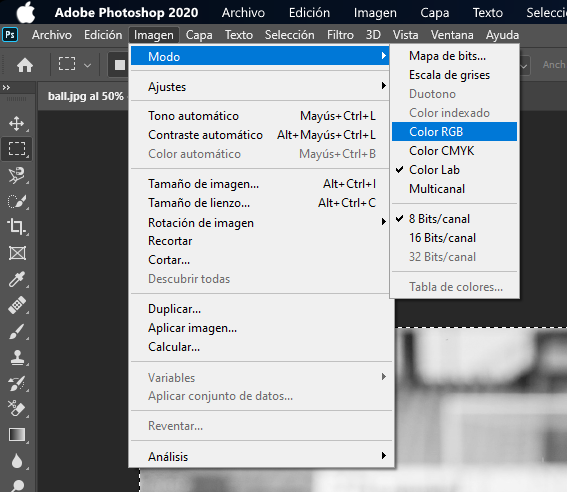 Adobe Photoshop 2020 Archivo Edición Imagen Capa Texto Selecci
Ps Archivo Edición Imagen Capa Texto Selección Filtro 3D Vista Ventana Ayuda
Anch
ball.jpg al 50%
Modo
Ajustes
Tono automático Mayús+Ctrl+L
Contraste automático Alt+Mayús+Ctrl+L
Color automático Mayús+Ctrl+B
Tamaño de imagen... Alt+Ctrl+I
Tamaño de lienzo... Alt+Ctrl+C
Rotación de imagen
Recortar
Cortar...
Descubrir todas
Duplicar...
Aplicar imagen...
Calcular...
Variables
Aplicar conjunto de datos...
Reventar...
Análisis
Mapa de bits...
Escala de grises
Duotono
Color indexado
Color RGB
Color CMYK
Color Lab
Multicanal
8 Bits/canal
16 Bits/canal
32 Bits/canal
Tabla de colores...